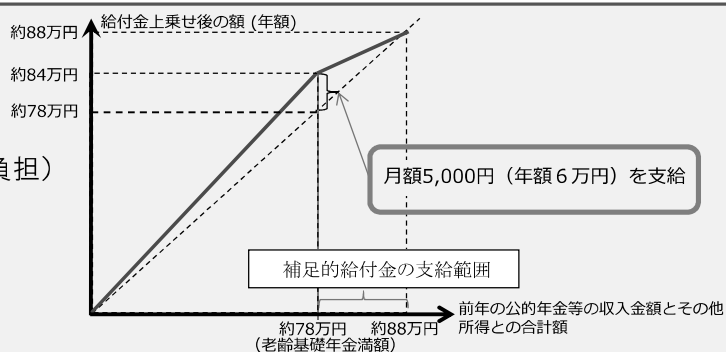 給付金上乗せ後の額 (年額)
約88万円
約84万円
約78万円
負担）
月額5,000円（年額６万円）を支給
補足的給付金の支給範囲
約78万円
（老齢基礎年金満額）
約88万円
前年の公的年金等の収入金額とその他
所得との合計額